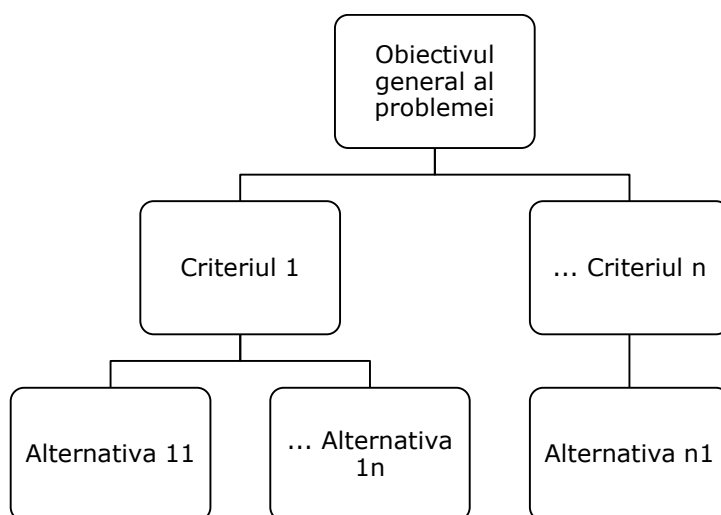 Obiectivul
general al
problemei
Criteriul 1
... Criteriul n
Alternativa 11
... Alternativa
1n
Alternativa n1